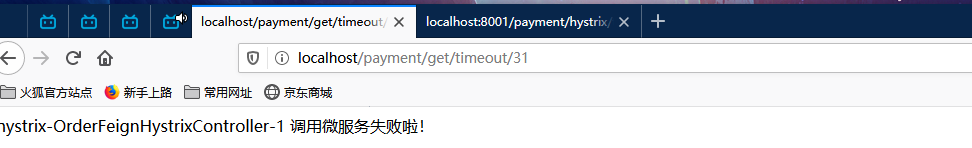 localhost/payment/get/timeout/
localhost:8001/payment/hystrix/
localhost/payment/get/timeout/31
火狐官方站点
新手上路
常用网址
京东商城
hystrix-OrderFeignHystrixController-1 调用微服务失败啦！